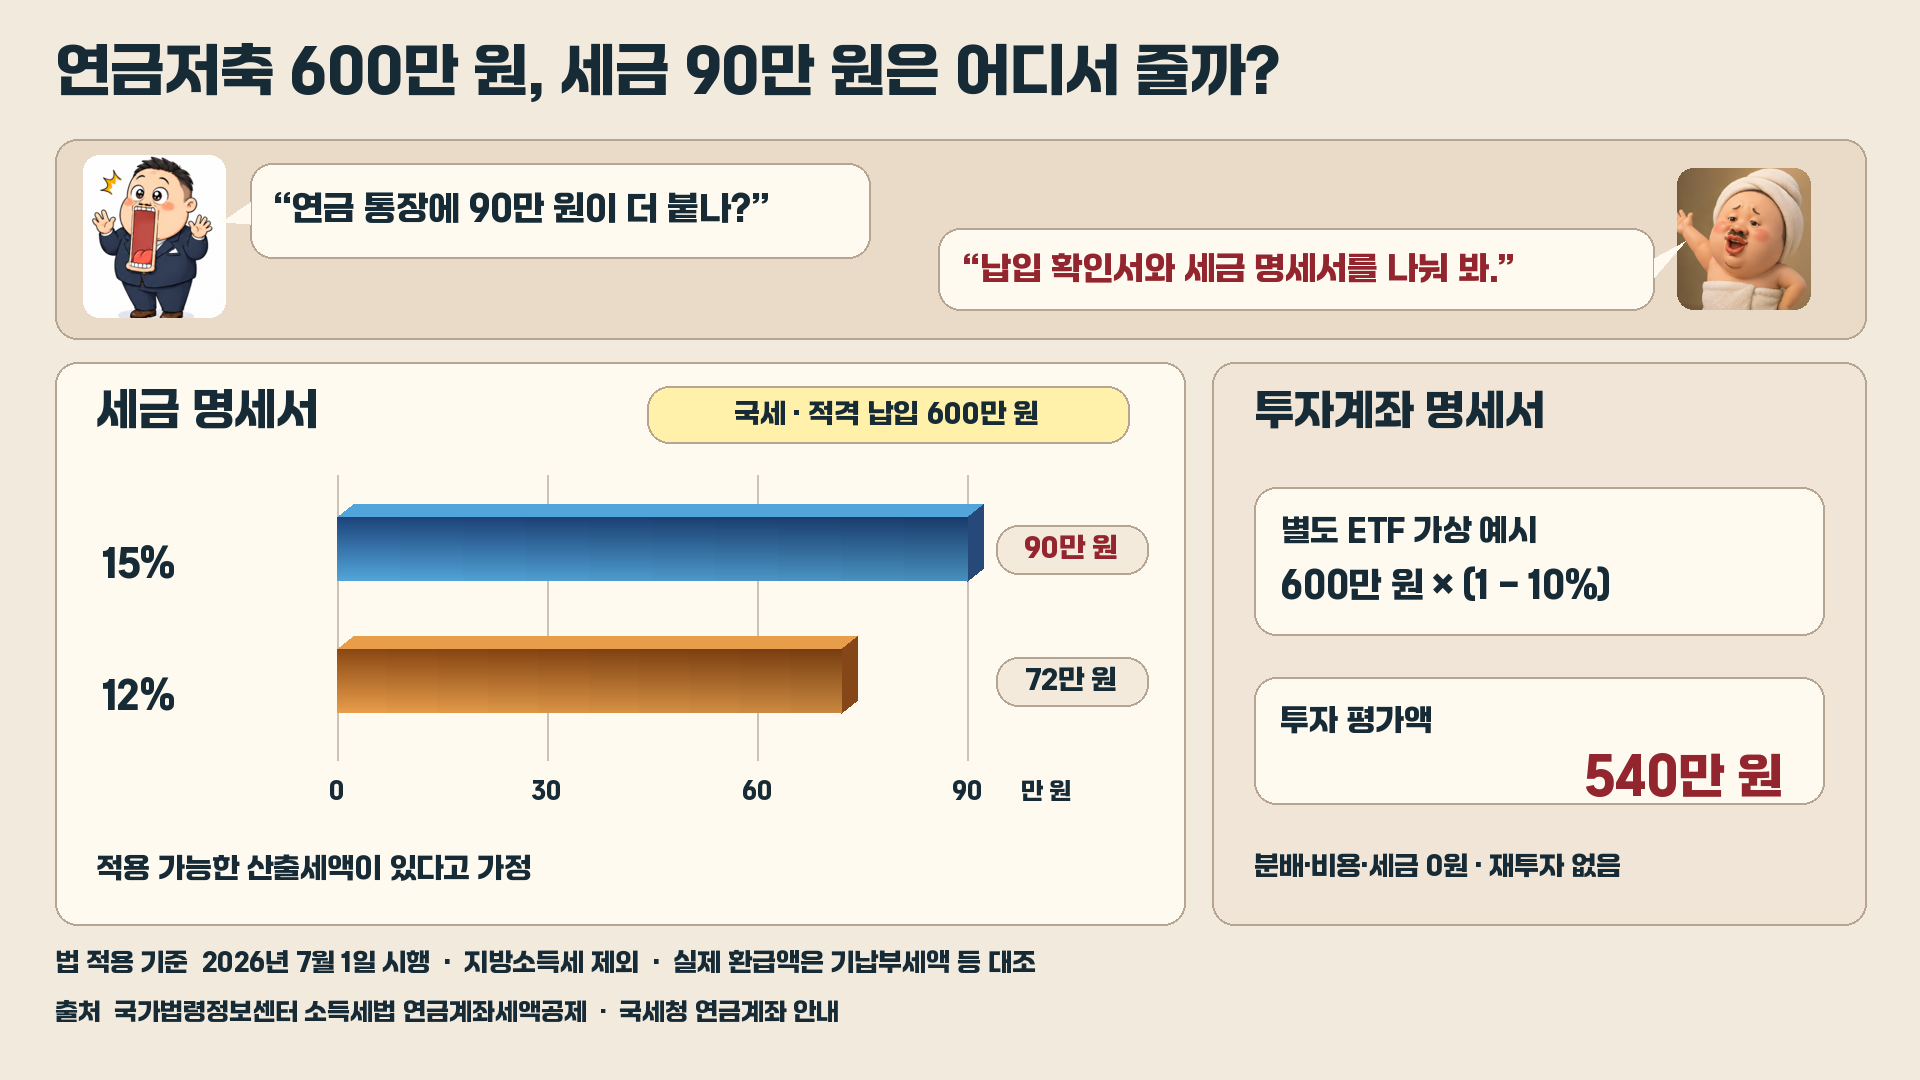 연금저축 600만 원, 세금 90만 원은 어디서 줄까?
“연금 통장에 90만 원이 더 붙나?”
“납입 확인서와 세금 명세서를 나눠 봐.”
세금 명세서
국세 · 적격 납입 600만 원
15%
90만 원
12%
72만 원
0 30 60 90 만 원
적용 가능한 산출세액이 있다고 가정
투자계좌 명세서
별도 ETF 가상 예시
600만 원 × (1 − 10%)
투자 평가액
540만 원
분배·비용·세금 0원 · 재투자 없음
법 적용 기준 2026년 7월 1일 시행 · 지방소득세 제외 · 실제 환급액은 기납부세액 등 대조
출처 국가법령정보센터 소득세법 연금계좌세액공제 · 국세청 연금계좌 안내